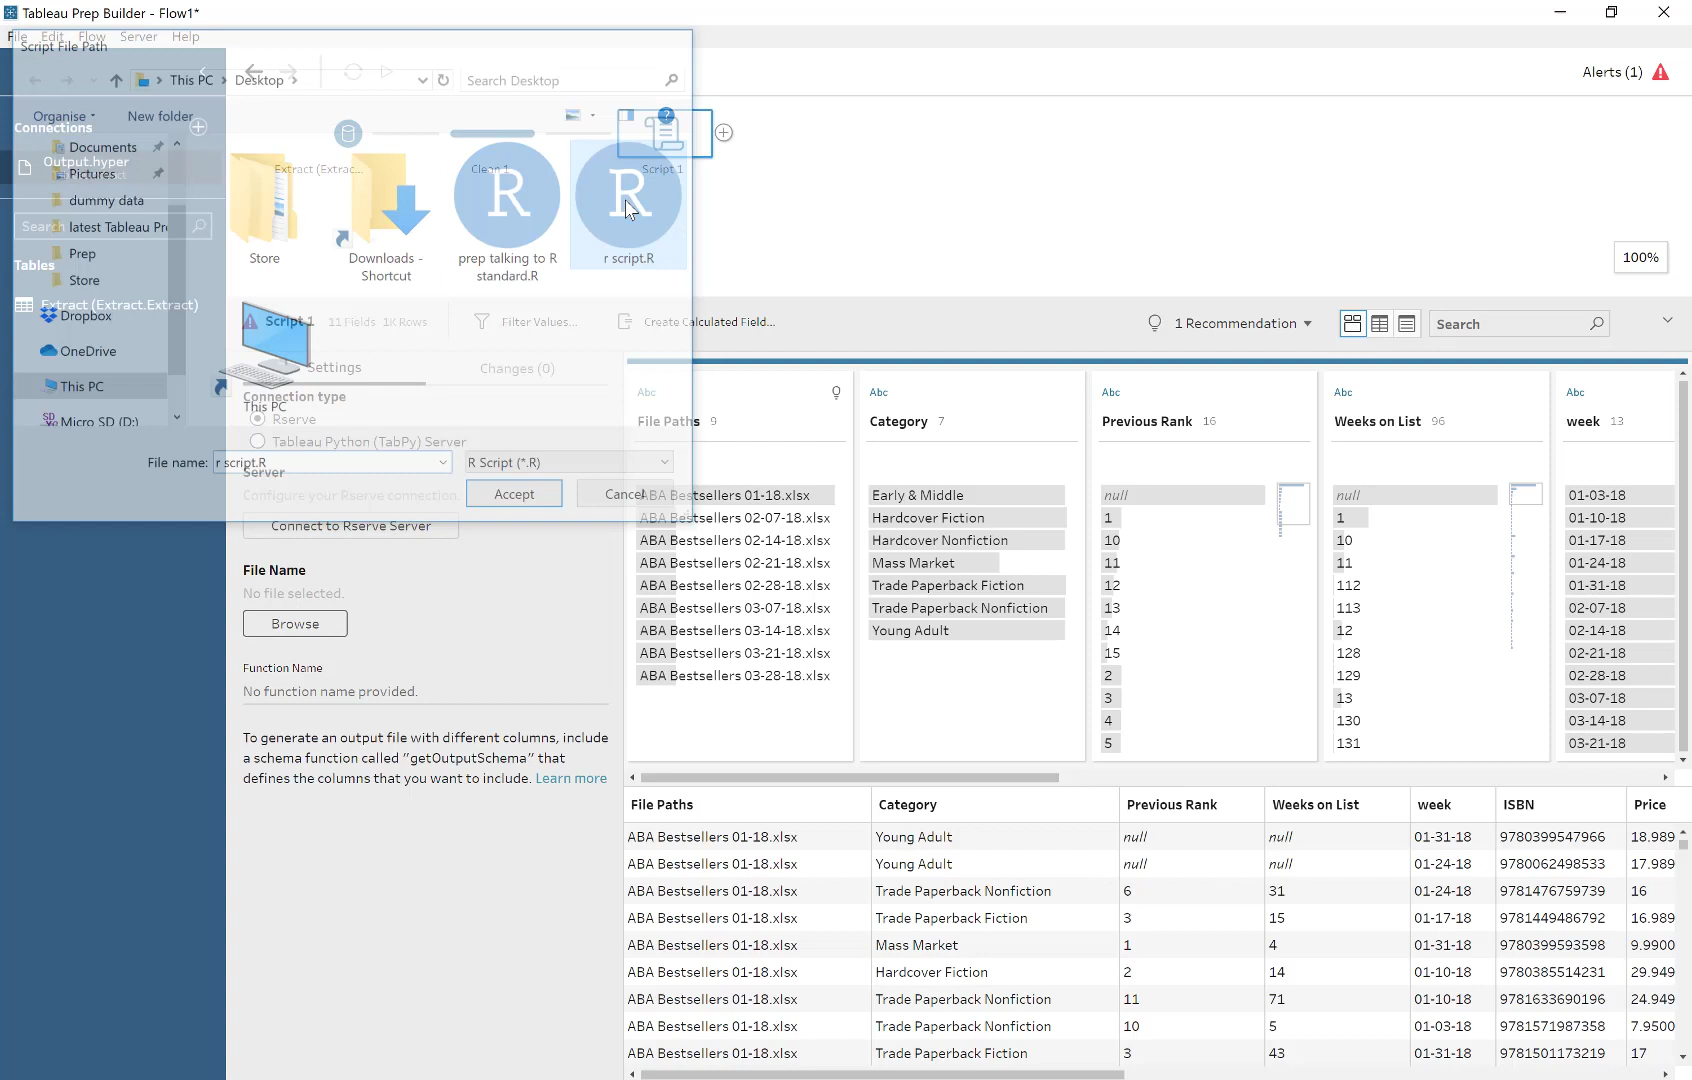 Tableau Prep Builder - Flow1*
File Edit Flow Server Help
Script File Path
This PC
Desktop
Search Desktop
Alerts (1)
Organise
New folder
Connections
Documents
Output.hyper
Pictures
dummy data
Search
latest Tableau Pre
Prep
Tables
Store
Extract (Extract.Extract)
Dropbox
OneDrive
This PC
Micro SD (D:)
Extract (Extrac...
Clean 1
Script 1
?
R
R
Store
Downloads -
Shortcut
prep talking to R
standard.R
r script.R
This PC
100%
Script 1
11 Fields
1K Rows
Filter Values...
Create Calculated Field...
1 Recommendation
Search
Settings
Changes (0)
Connection type
Rserve
Tableau Python (TabPy) Server
File name:
r script.R
R Script (*.R)
Server
Configure your Rserve connection.
Accept
Cancel
Connect to Rserve Server
File Name
No file selected.
Browse
Function Name
No function name provided.
To generate an output file with different columns, include
a schema function called "getOutputSchema" that
defines the columns that you want to include. Learn more
Abc
File Paths 9
ABA Bestsellers 01-18.xlsx
ABA Bestsellers 02-07-18.xlsx
ABA Bestsellers 02-14-18.xlsx
ABA Bestsellers 02-21-18.xlsx
ABA Bestsellers 02-28-18.xlsx
ABA Bestsellers 03-07-18.xlsx
ABA Bestsellers 03-14-18.xlsx
ABA Bestsellers 03-21-18.xlsx
ABA Bestsellers 03-28-18.xlsx
Abc
Category 7
Early & Middle
Hardcover Fiction
Hardcover Nonfiction
Mass Market
Trade Paperback Fiction
Trade Paperback Nonfiction
Young Adult
Abc
Previous Rank 16
null
1
10
11
12
13
14
15
2
3
4
5
Abc
Weeks on List 96
null
1
10
11
112
113
12
128
129
13
130
131
Abc
week 13
01-03-18
01-10-18
01-17-18
01-24-18
01-31-18
02-07-18
02-14-18
02-21-18
02-28-18
03-07-18
03-14-18
03-21-18
File Paths Category Previous Rank Weeks on List week ISBN Price
ABA Bestsellers 01-18.xlsx Young Adult null null 01-31-18 9780399547966 18.989
ABA Bestsellers 01-18.xlsx Young Adult null null 01-24-18 9780062498533 17.989
ABA Bestsellers 01-18.xlsx Trade Paperback Nonfiction 6 31 01-24-18 9781476759739 16
ABA Bestsellers 01-18.xlsx Trade Paperback Fiction 3 15 01-17-18 9781449486792 16.989
ABA Bestsellers 01-18.xlsx Mass Market 1 4 01-31-18 9780399593598 9.9900
ABA Bestsellers 01-18.xlsx Hardcover Fiction 2 14 01-10-18 9780385514231 29.949
ABA Bestsellers 01-18.xlsx Trade Paperback Nonfiction 11 71 01-10-18 9781633690196 24.949
ABA Bestsellers 01-18.xlsx Trade Paperback Nonfiction 10 5 01-03-18 9781571987358 7.9500
ABA Bestsellers 01-18.xlsx Trade Paperback Fiction 3 43 01-31-18 9781501173219 17